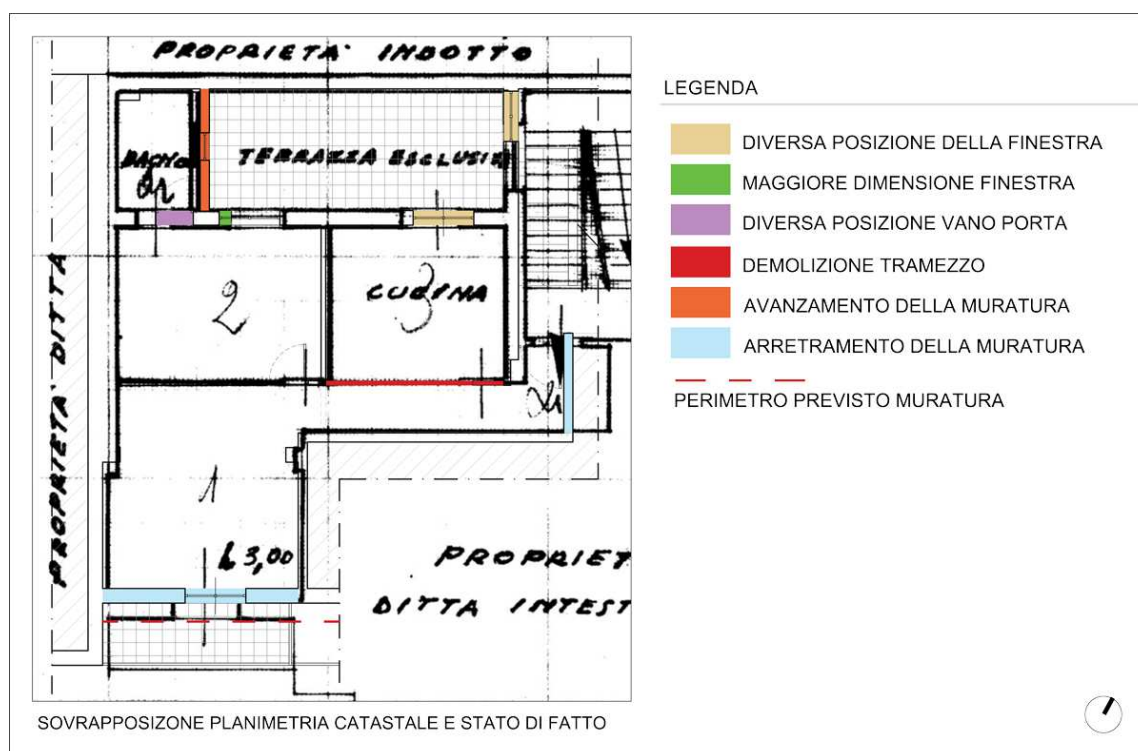 PROPRIETA' INDOTTO
BAGNO
TERRAZZA ESCLUSIV
PROPRIETÀ DITTA
2
CUCINA
3
1
h 3,00
PROPRIET
DITTA INTEST
SOVRAPPOSIZONE PLANIMETRIA CATASTALE E STATO DI FATTO
LEGENDA
DIVERSA POSIZIONE DELLA FINESTRA
MAGGIORE DIMENSIONE FINESTRA
DIVERSA POSIZIONE VANO PORTA
DEMOLIZIONE TRAMEZZO
AVANZAMENTO DELLA MURATURA
ARRETRAMENTO DELLA MURATURA
PERIMETRO PREVISTO MURATURA